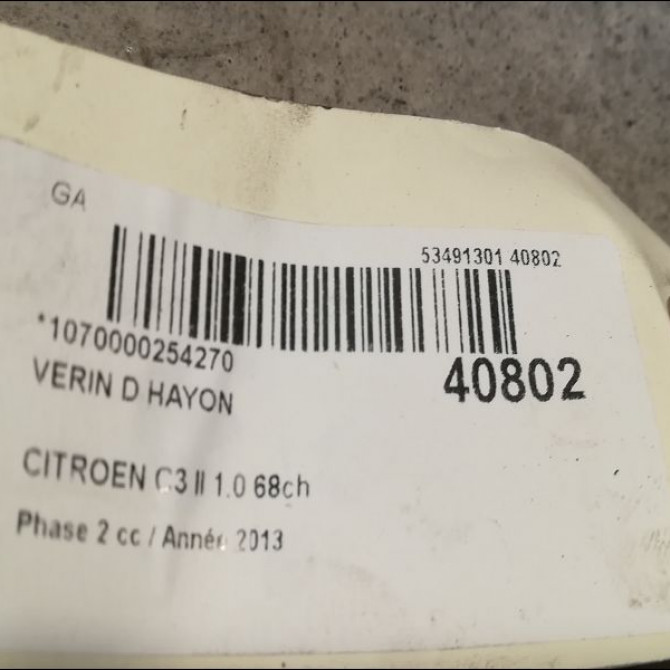 GA
53491301 40802
*1070000254270
40802
VERIN D HAYON
CITROEN C3 II 1.0 68ch
Phase 2 cc / Année 2013